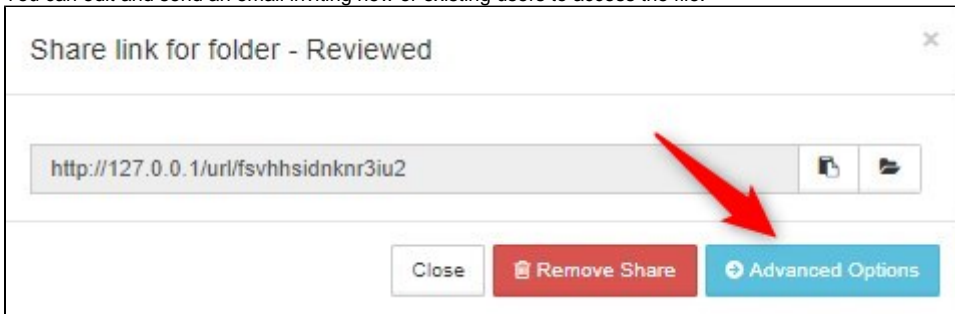 You can edit and send an email inviting new or existing users to access the file.
Share link for folder - Reviewed
×
http://127.0.0.1/url/fsvhhsidnknr3iu2
Close Remove Share Advanced Options